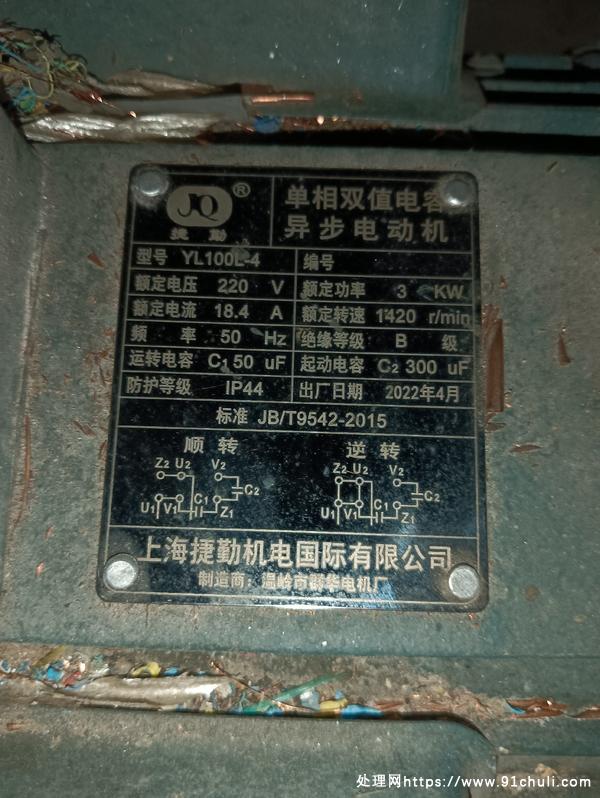 JQ ®
捷勤
单相双值电容
异步电动机
型号 YL100L-4 编号
额定电压 220 V 额定功率 3 KW
额定电流 18.4 A 额定转速 1420 r/min
频率 50 Hz 绝缘等级 B 级
运转电容 C1 50 uF 起动电容 C2 300 uF
防护等级 IP44 出厂日期 2022年4月
标准 JB/T9542-2015
顺转 逆转
Z2 U2 V2 Z2 U2 V2
C2 C2
U1 V1 C1 Z1 U1 V1 C1 Z1
上海捷勤机电国际有限公司
制造商：温岭市 华电机厂
处理网https://www.91chuli.com/